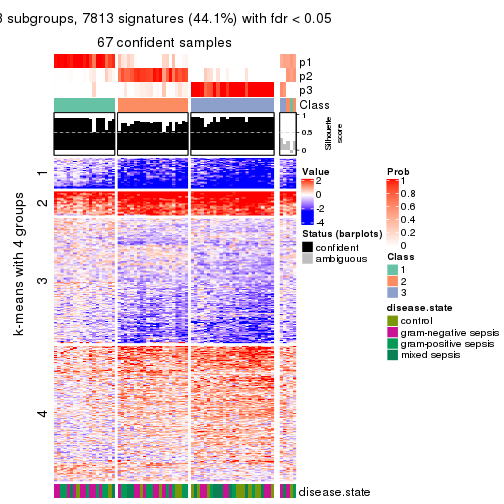 3 subgroups, 7813 signatures (44.1%) with fdr < 0.05
67 confident samples
p1
p2
p3
Class
1
0.5
0
Silhouette
score
k-means with 4 groups
1
2
3
4
disease.state
Value
2
0
-2
-4
Status (barplots)
confident
ambiguous
Prob
1
0.8
0.6
0.4
0.2
0
Class
1
2
3
disease.state
control
gram-negative sepsis
gram-positive sepsis
mixed sepsis